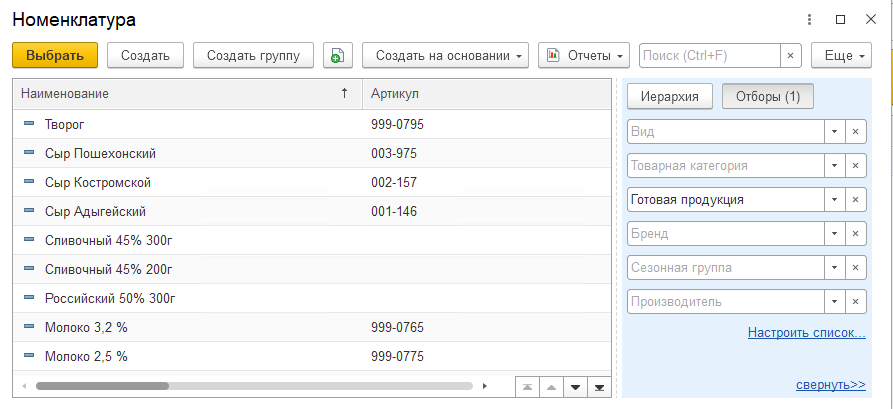 Номенклатура
Выбрать Создать Создать группу Создать на основании Отчеты Поиск (Ctrl+F) × Еще
Наименование ↑ Артикул
Творог 999-0795
Сыр Пошехонский 003-975
Сыр Костромской 002-157
Сыр Адыгейский 001-146
Сливочный 45% 300г
Сливочный 45% 200г
Российский 50% 300г
Молоко 3,2 % 999-0765
Молоко 2,5 % 999-0775
Иерархия Отборы (1)
Вид
Товарная категория
Готовая продукция
Бренд
Сезонная группа
Производитель
Настроить список...
свернуть>>